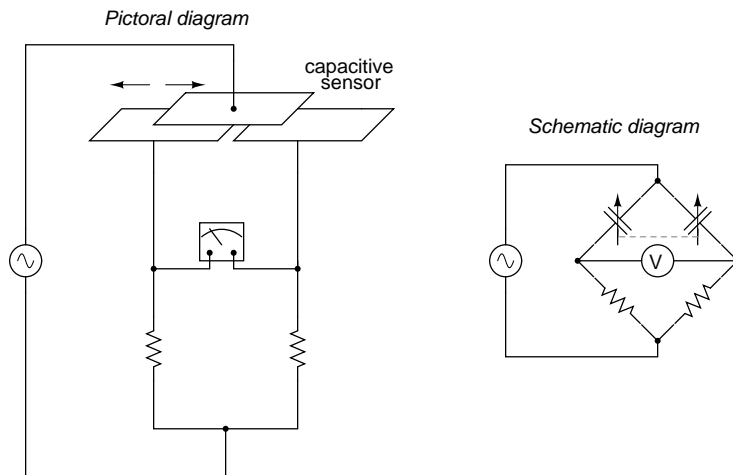 Pictoral diagram
capacitive
sensor
Schematic diagram
V